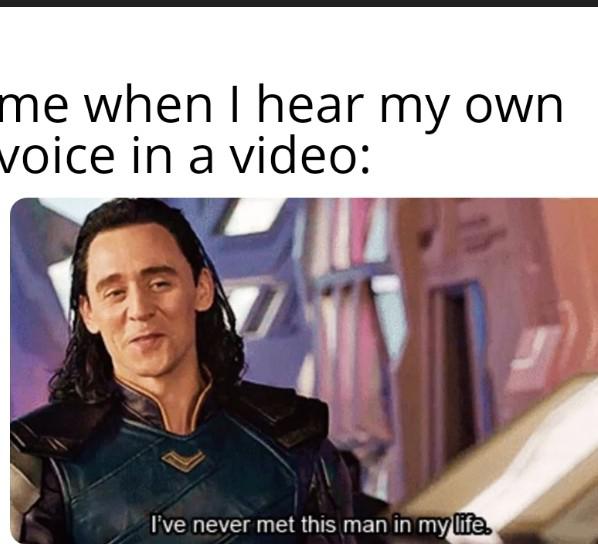 me when I hear my own
voice in a video:
I've never met this man in my life.